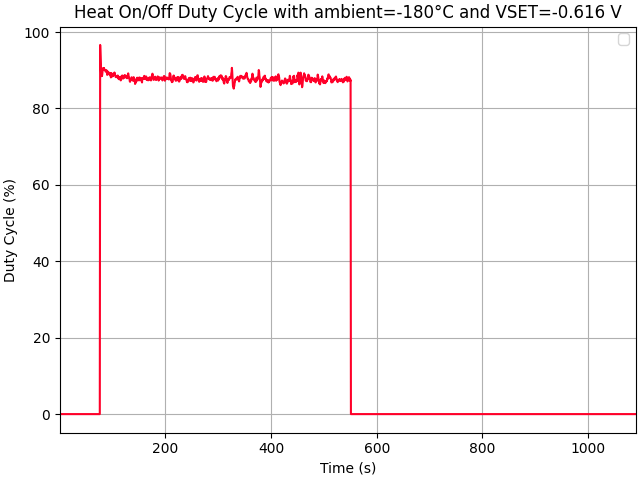 Heat On/Off Duty Cycle with ambient=-180°C and VSET=-0.616 V
100
80
60
40
20
0
Duty Cycle (%)
200 400 600 800 1000
Time (s)